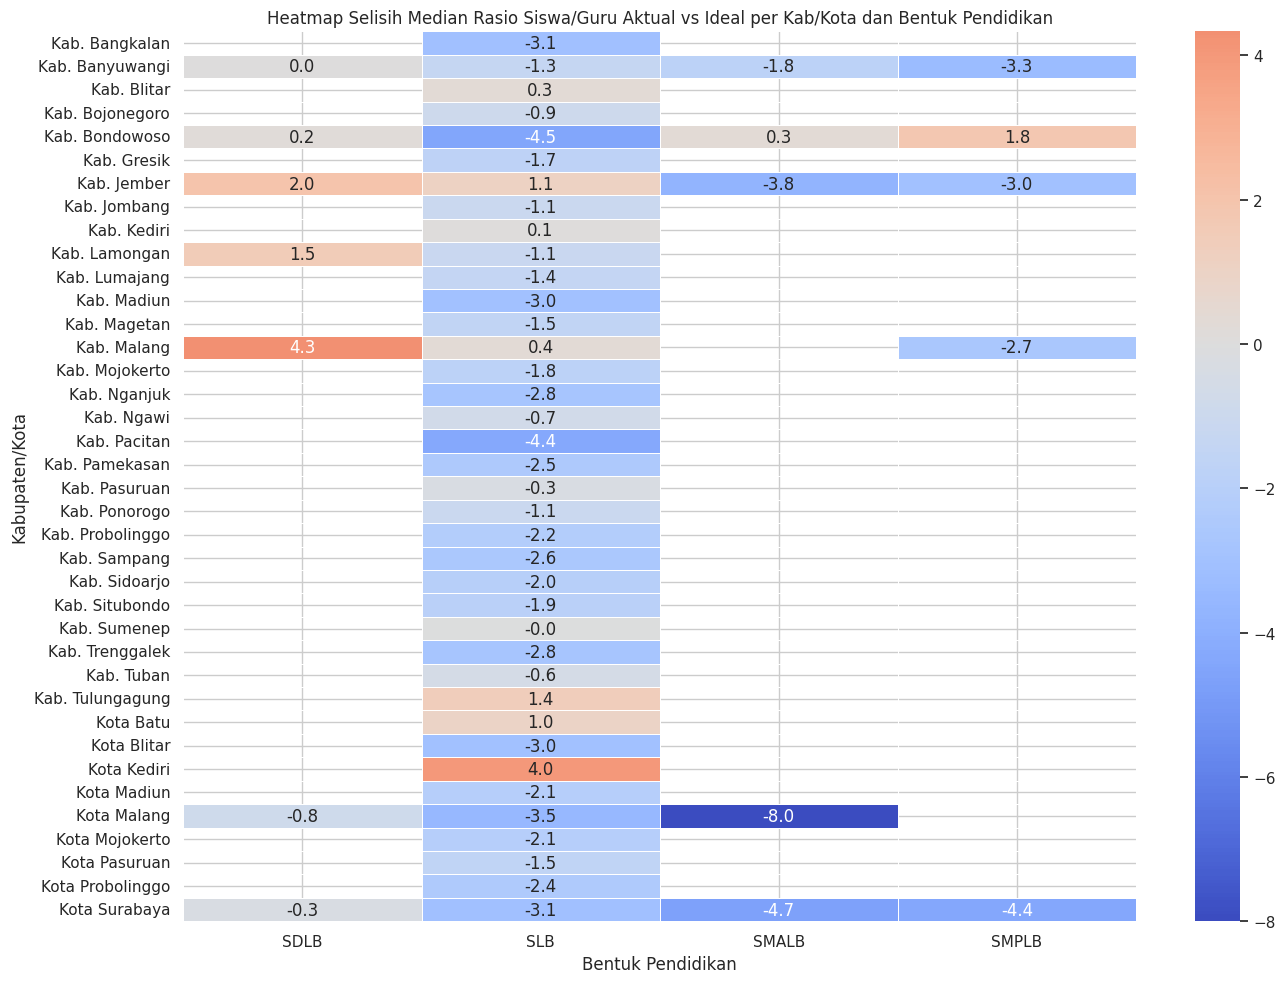 Heatmap Selisih Median Rasio Siswa/Guru Aktual vs Ideal per Kab/Kota dan Bentuk Pendidikan
Kab. Bangkalan -3.1
Kab. Banyuwangi 0.0 -1.3 -1.8 -3.3
Kab. Blitar 0.3
Kab. Bojonegoro -0.9
Kab. Bondowoso 0.2 -4.5 0.3 1.8
Kab. Gresik -1.7
Kab. Jember 2.0 1.1 -3.8 -3.0
Kab. Jombang -1.1
Kab. Kediri 0.1
Kab. Lamongan 1.5 -1.1
Kab. Lumajang -1.4
Kab. Madiun -3.0
Kab. Magetan -1.5
Kab. Malang 4.3 0.4 -2.7
Kab. Mojokerto -1.8
Kab. Nganjuk -2.8
Kab. Ngawi -0.7
Kab. Pacitan -4.4
Kab. Pamekasan -2.5
Kab. Pasuruan -0.3
Kab. Ponorogo -1.1
Kab. Probolinggo -2.2
Kab. Sampang -2.6
Kab. Sidoarjo -2.0
Kab. Situbondo -1.9
Kab. Sumenep -0.0
Kab. Trenggalek -2.8
Kab. Tuban -0.6
Kab. Tulungagung 1.4
Kota Batu 1.0
Kota Blitar -3.0
Kota Kediri 4.0
Kota Madiun -2.1
Kota Malang -0.8 -3.5 -8.0
Kota Mojokerto -2.1
Kota Pasuruan -1.5
Kota Probolinggo -2.4
Kota Surabaya -0.3 -3.1 -4.7 -4.4
SDLB SLB SMALB SMPLB
Bentuk Pendidikan
Kabupaten/Kota
4
2
0
−2
−4
−6
−8